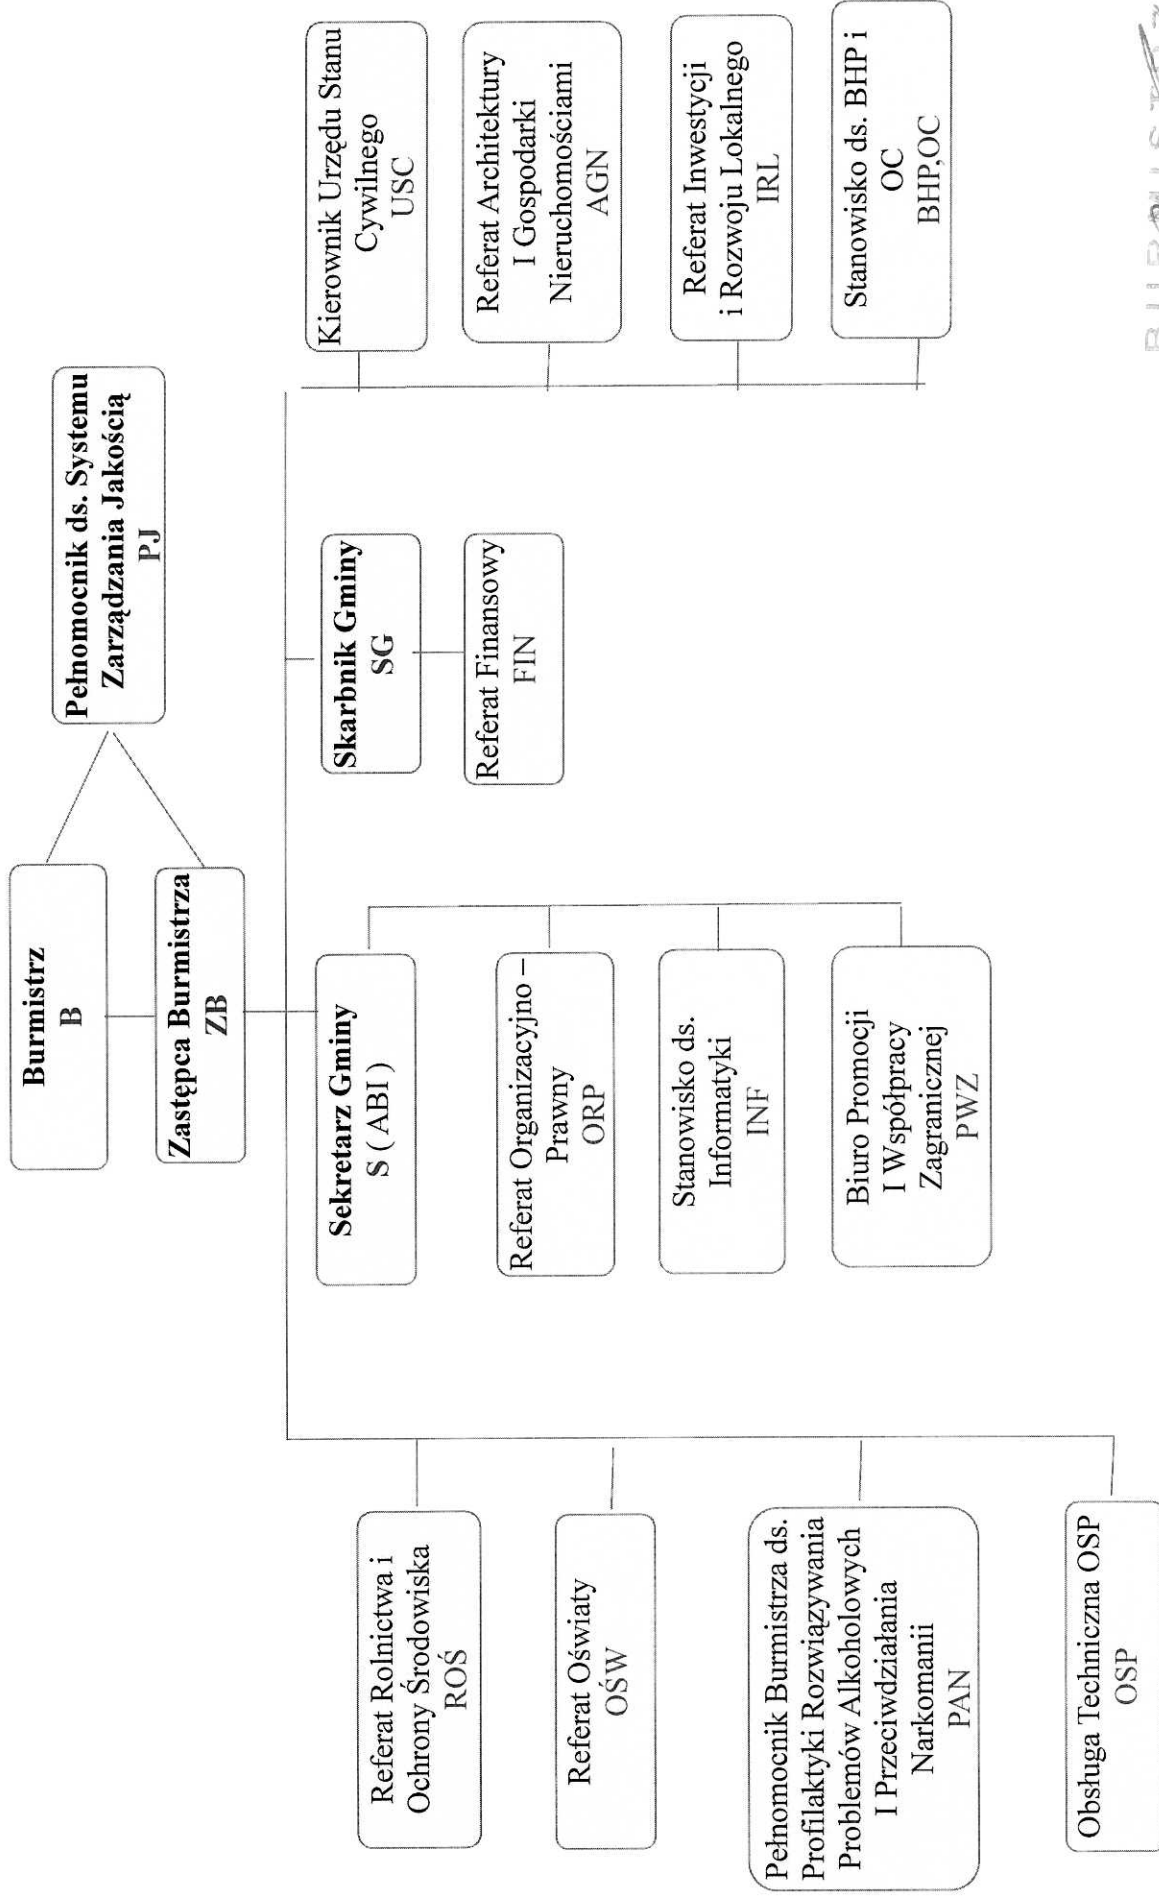 Burmistrz
B
Zastępca Burmistrza
ZB
Pełnomocnik ds. Systemu
Zarządzania Jakością
PJ
Referat Rolnictwa i
Ochrony Środowiska
ROŚ
Referat Oświaty
OŚW
Pełnomocnik Burmistrza ds.
Profilaktyki Rozwiązywania
Problemów Alkoholowych
I Przeciwdziałania
Narkomanii
PAN
Obsługa Techniczna OSP
OSP
Sekretarz Gminy
S ( ABI )
Referat Organizacyjno –
Prawny
ORP
Stanowisko ds.
Informatyki
INF
Biuro Promocji
I Współpracy
Zagranicznej
PWZ
Skarbnik Gminy
SG
Referat Finansowy
FIN
Kierownik Urzędu Stanu
Cywilnego
USC
Referat Architektury
I Gospodarki
Nieruchomościami
AGN
Referat Inwestycji
i Rozwoju Lokalnego
IRL
Stanowisko ds. BHP i
OC
BHP,OC